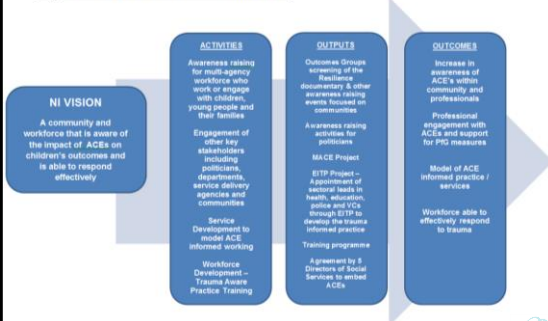 NI VISION
A community and
workforce that is aware of
the impact of ACEs on
children's outcomes and
is able to respond
effectively
ACTIVITIES
Awareness raising
for multi-agency
workforce who
work or engage
with children,
young people and
their families
Engagement of
other key
stakeholders
including
politicians,
departments,
service delivery
agencies and
communities
Service
Development to
model ACE
informed working
Workforce
Development –
Trauma Aware
Practice Training
OUTPUTS
Outcomes Groups
screening of the
Resilience
documentary & other
awareness raising
events focused on
communities
Awareness raising
activities for
politicians
MACE Project
EITP Project –
Appointment of
sectoral leads in
health, education,
police and VCs
through EITP to
develop the trauma
informed practice
Training programme
Agreement by 5
Directors of Social
Services to embed
ACEs
OUTCOMES
Increase in
awareness of
ACE's within
community and
professionals
Professional
engagement with
ACEs and support
for PfG measures
Model of ACE
informed practice /
services
Workforce able to
effectively respond
to trauma